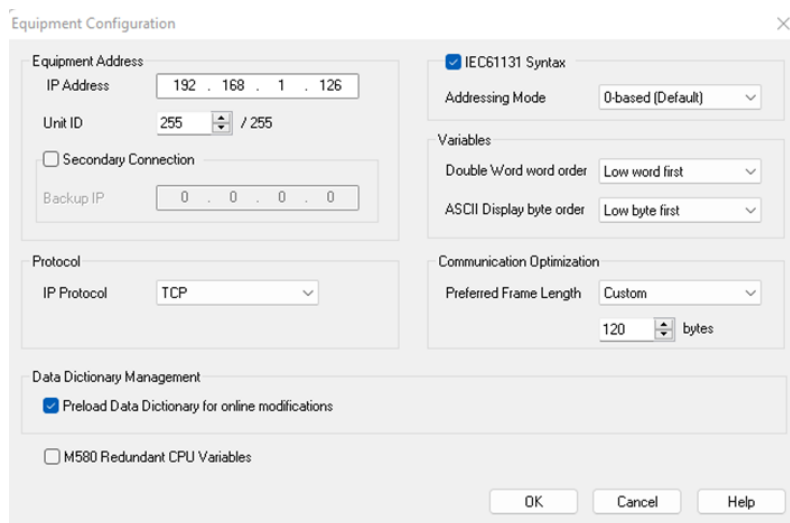 Equipment Configuration
Equipment Address
IP Address 192 . 168 . 1 . 126
Unit ID 255 / 255
Secondary Connection
Backup IP 0 . 0 . 0 . 0
IEC61131 Syntax
Addressing Mode 0-based (Default)
Variables
Double Word word order Low word first
ASCII Display byte order Low byte first
Protocol
IP Protocol TCP
Communication Optimization
Preferred Frame Length Custom
120 bytes
Data Dictionary Management
Preload Data Dictionary for online modifications
M580 Redundant CPU Variables
OK Cancel Help